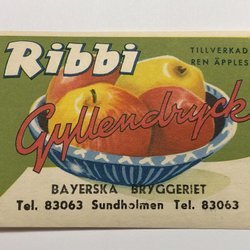 Ribbi
TILLVERKAD
REN ÄPPLES
Gyllendryck
BAYERSKA BRYGGERIET
Tel. 83063 Sundholmen Tel. 83063